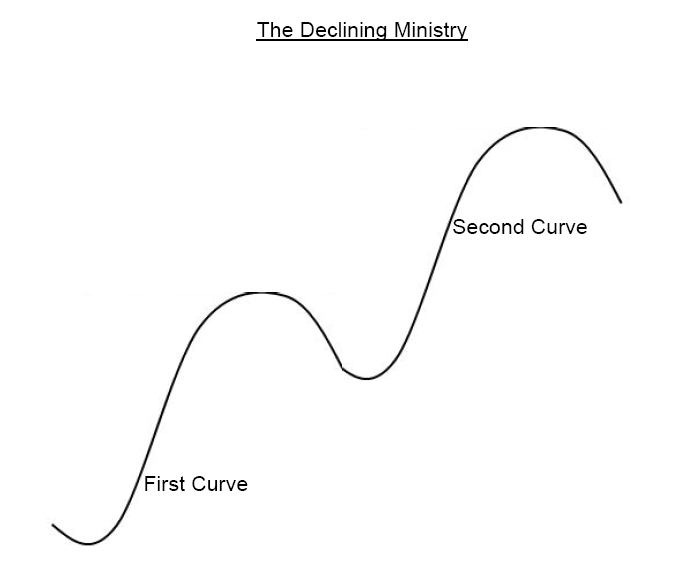 The Declining Ministry
Second Curve
First Curve